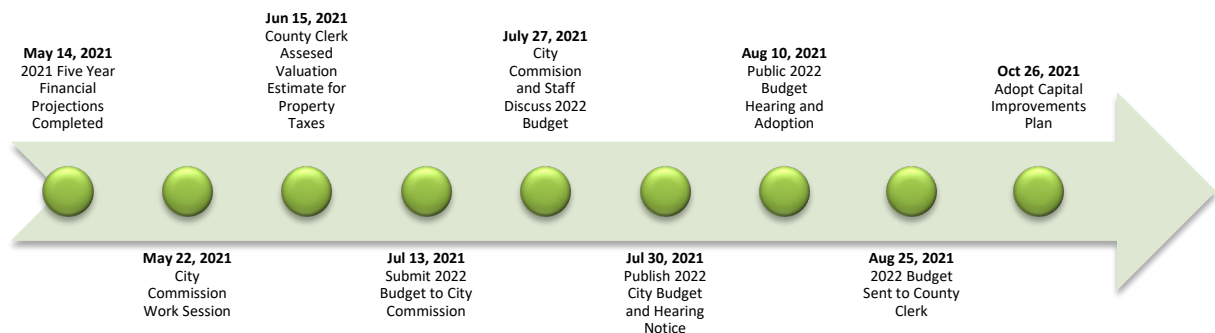 May 14, 2021
2021 Five Year
Financial
Projections
Completed
May 22, 2021
City
Commission
Work Session
Jun 15, 2021
County Clerk
Assesed
Valuation
Estimate for
Property
Taxes
Jul 13, 2021
Submit 2022
Budget to City
Commission
July 27, 2021
City
Commision
and Staff
Discuss 2022
Budget
Jul 30, 2021
Publish 2022
City Budget
and Hearing
Notice
Aug 10, 2021
Public 2022
Budget
Hearing and
Adoption
Aug 25, 2021
2022 Budget
Sent to County
Clerk
Oct 26, 2021
Adopt Capital
Improvements
Plan